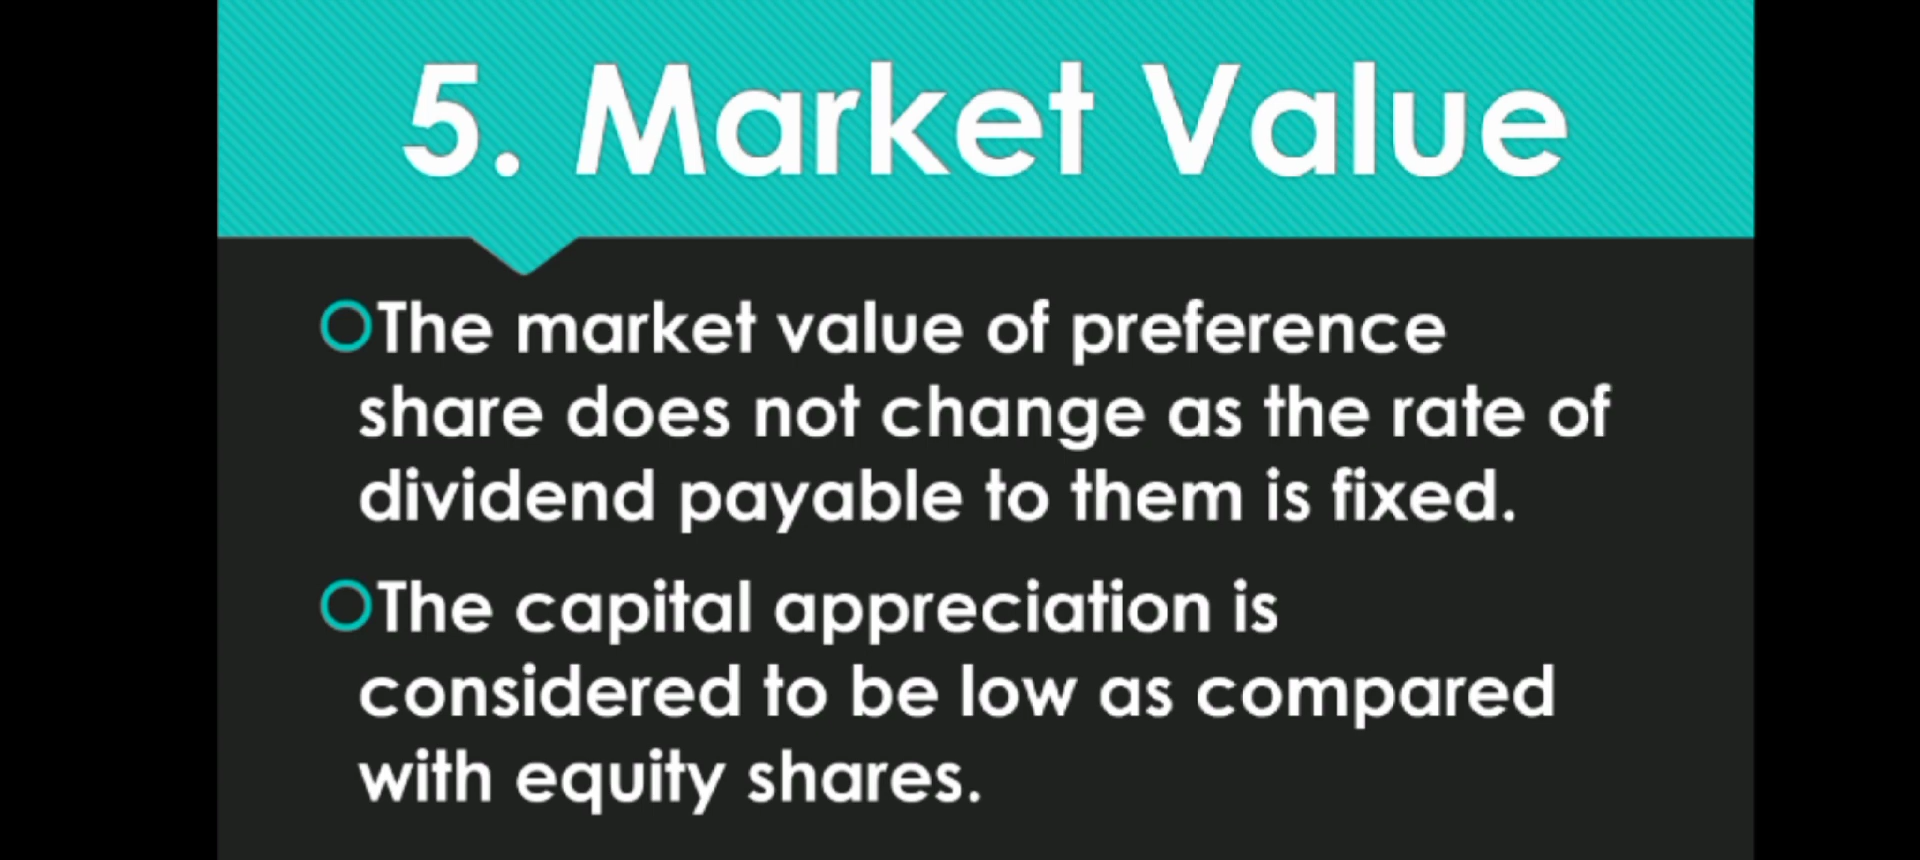 5. Market Value
The market value of preference
share does not change as the rate of
dividend payable to them is fixed.
The capital appreciation is
considered to be low as compared
with equity shares.